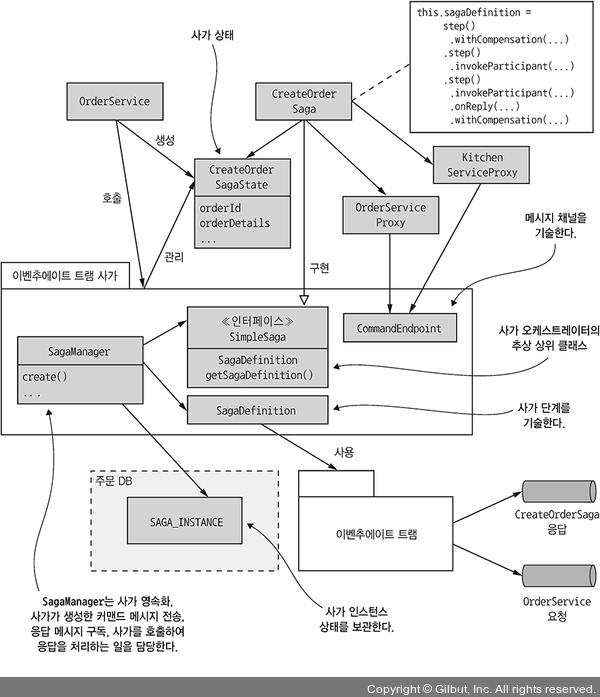 this.sagaDefinition =
step()
.withCompensation(...)
.step()
.invokeParticipant(...)
.step()
.invokeParticipant(...)
.onReply(...)
.withCompensation(...)
사가 상태
OrderService
CreateOrder
Saga
생성
호출
CreateOrder
SagaState
orderId
orderDetails
...
관리
Kitchen
ServiceProxy
OrderService
Proxy
메시지 채널을
기술한다.
구현
이벤추에이트 트램 사가
≪인터페이스≫
SimpleSaga
SagaDefinition
getSagaDefinition()
CommandEndpoint
SagaManager
create()
...
사가 오케스트레이터의
추상 상위 클래스
SagaDefinition
사가 단계를
기술한다.
사용
주문 DB
SAGA_INSTANCE
이벤추에이트 트램
CreateOrderSaga
응답
OrderService
요청
SagaManager는 사가 영속화,
사가가 생성한 커맨드 메시지 전송,
응답 메시지 구독, 사가를 호출하여
응답을 처리하는 일을 담당한다.
사가 인스턴스
상태를 보관한다.
Copyright © Gilbut, Inc. All rights reserved.